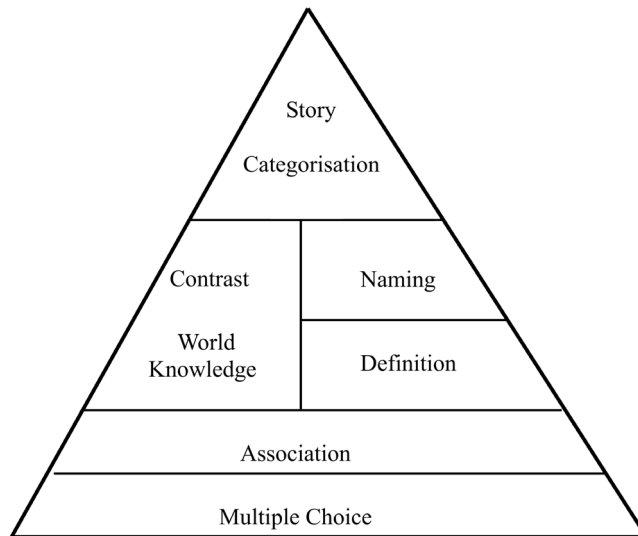 Story
Categorisation
Contrast
Naming
World
Knowledge
Definition
Association
Multiple Choice